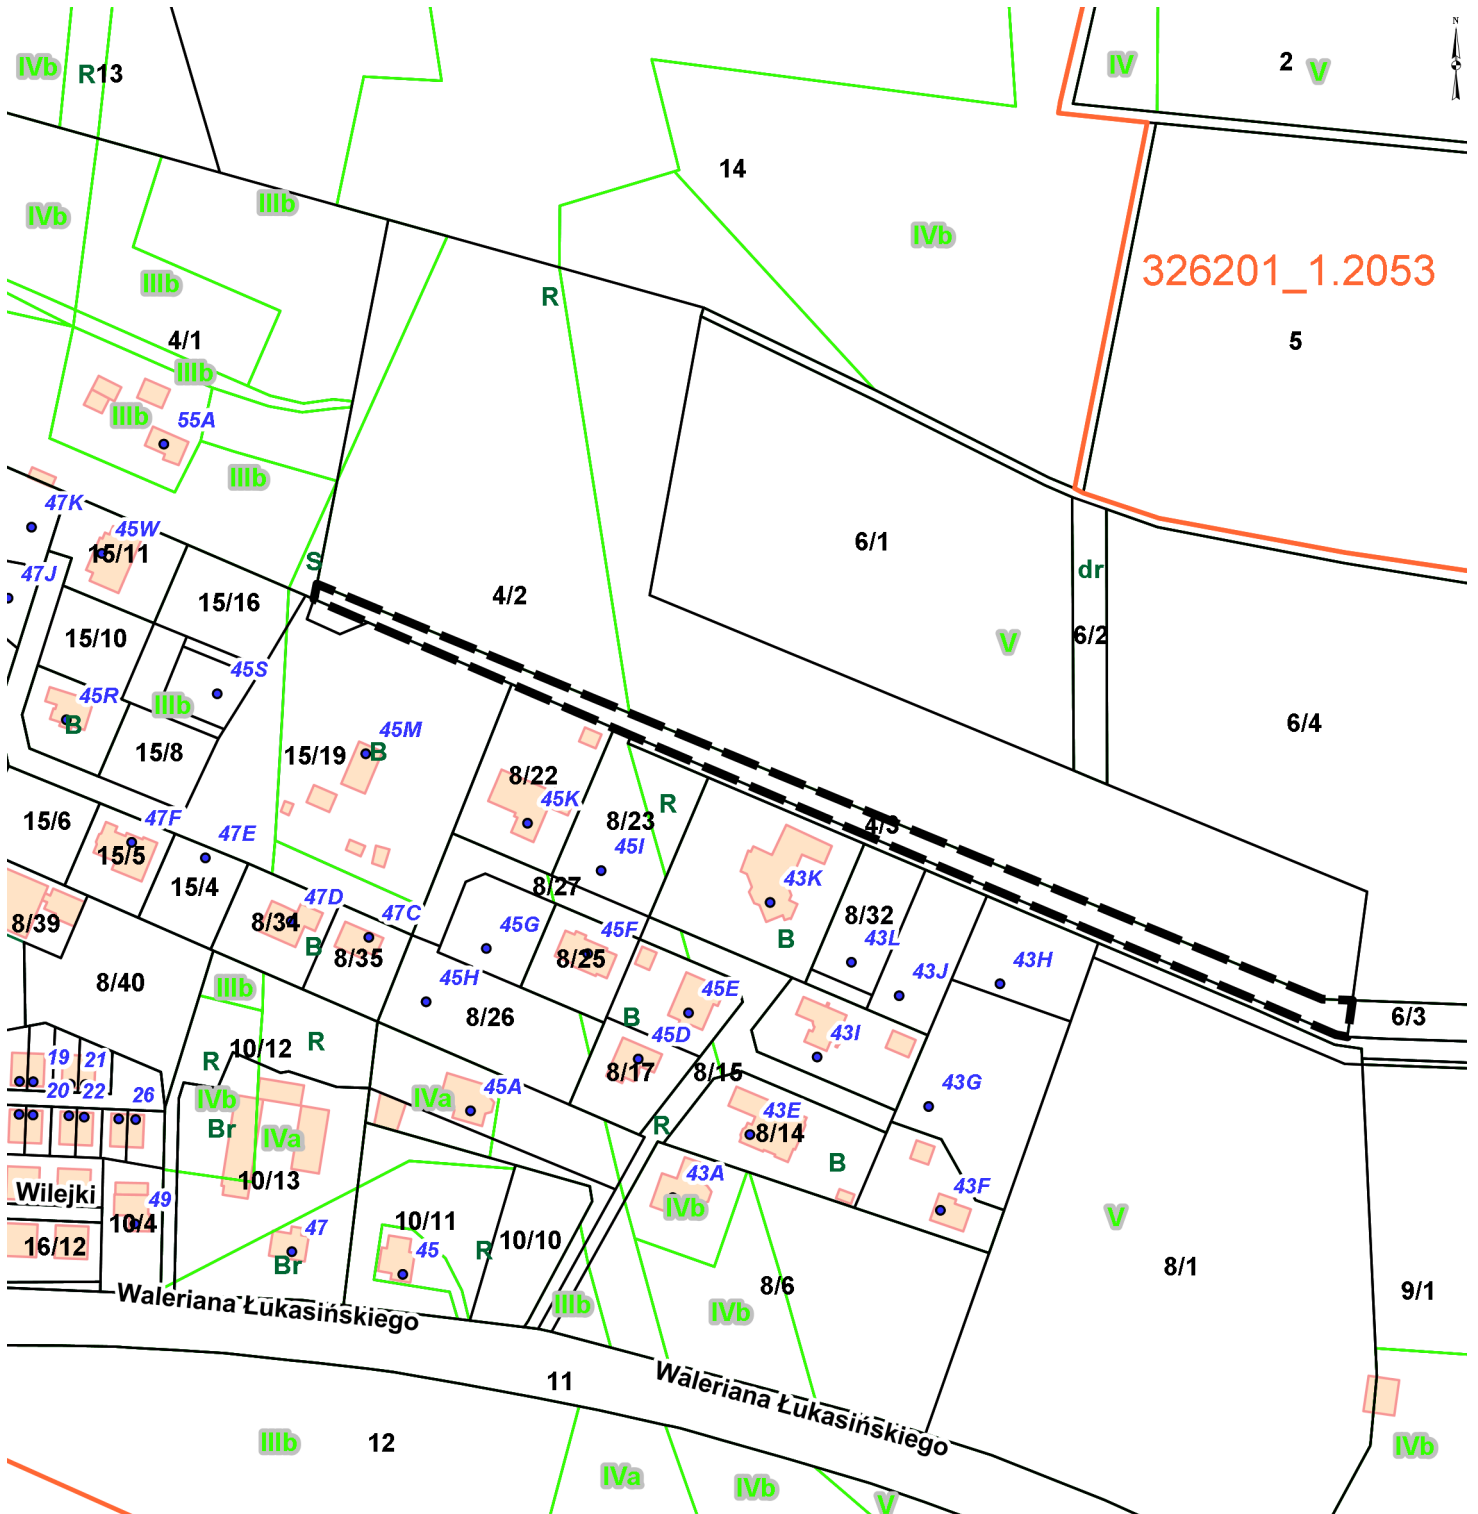 N
IVb
R
13
IV
2
V
14
IIIb
IVb
IVb
326201_1.2053
IIIb
R
5
4/1
IIIb
IIIb
55A
IIIb
47K
45W
15/11
6/1
47J
S
dr
15/16
4/2
15/10
6/2
V
45S
45R
IIIb
B
6/4
45M
15/8
15/19
B
8/22
45K
R
15/6
47F
8/23
4/3
47E
45I
15/5
43K
15/4
8/27
47D
47C
8/32
8/39
8/34
45G
45F
B
B
8/35
8/25
43L
43J
43H
8/40
IIIb
45H
45E
8/26
B
6/3
45D
43I
R
10/12
R
19
21
8/17
8/15
43G
20
22
26
IVb
IVa
45A
43E
Br
IVa
R
8/14
B
10/13
43A
43F
Wilejki
49
IVb
10/4
V
47
10/11
16/12
45
R
10/10
Br
8/1
8/6
9/1
Waleriana Łukasińskiego
IIIb
IVb
11
Waleriana Łukasińskiego
IIIb
12
IVb
IVa
IVb
V